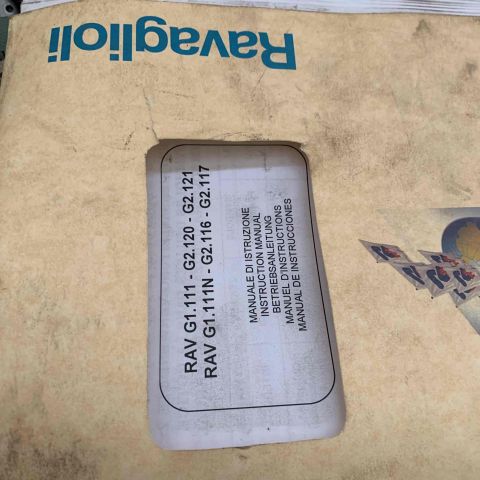 Ravaglioli
RAV G1.111 - G2.120 - G2.121
RAV G1.111N - G2.116 - G2.117
MANUALE DI ISTRUZIONE
INSTRUCTION MANUAL
BETRIEBSANLEITUNG
MANUEL D'INSTRUCTIONS
MANUAL DE INSTRUCCIONES